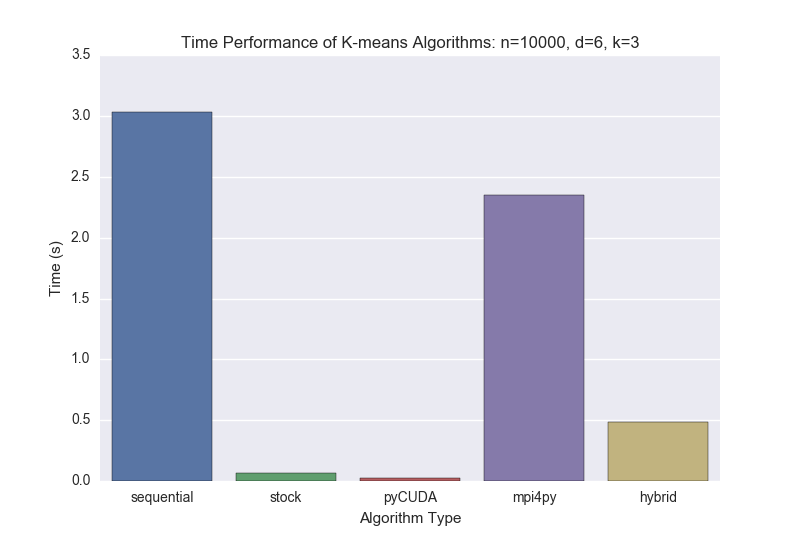 Time Performance of K-means Algorithms: n=10000, d=6, k=3
3.5
3.0
2.5
2.0
1.5
1.0
0.5
0.0
Time (s)
sequential stock pyCUDA mpi4py hybrid
Algorithm Type